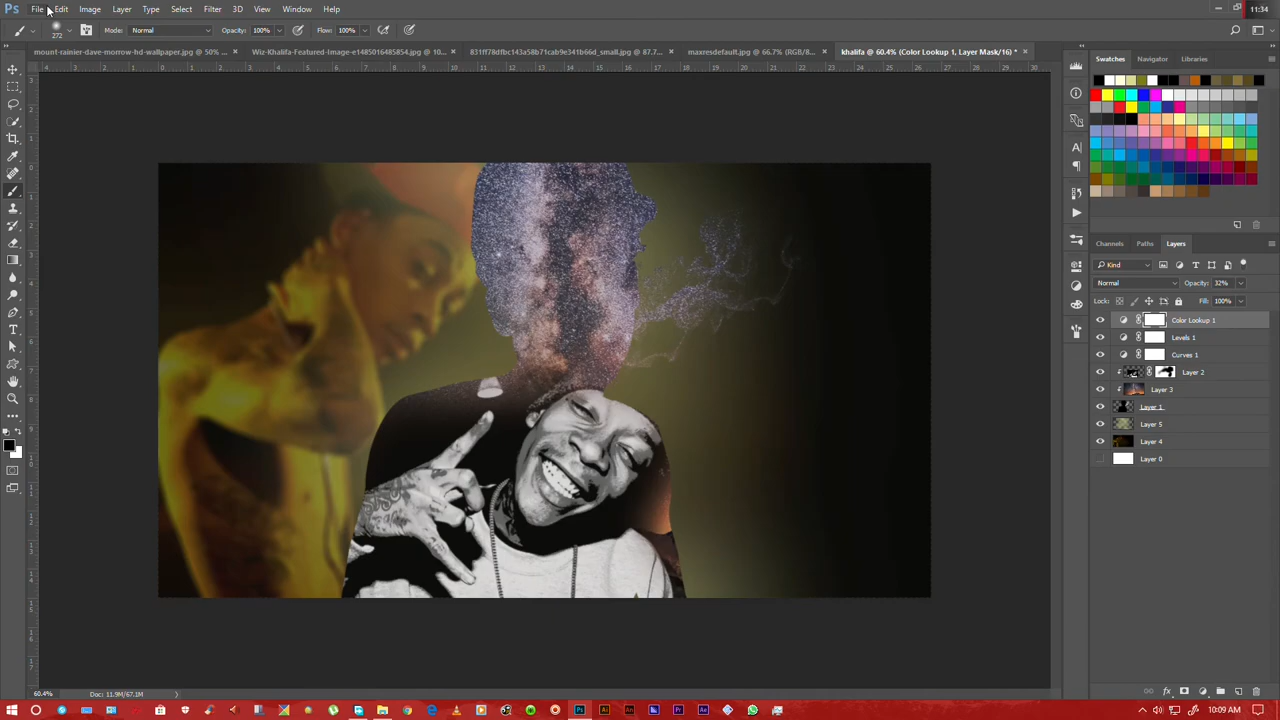 Ps File Edit Image Layer Type Select Filter 3D View Window Help 11:34
272 Mode: Normal Opacity: 100% Flow: 100%
mount-rainier-dave-morrow-hd-wallpaper.jpg @ 50% ... × Wiz-Khalifa-Featured-Image-e1485016485854.jpg @ 10... × 831ff78dfbc143a58b71cab9f3e341b66d_small.jpg @ 87.7... × maxresdefault.jpg @ 66.7% (RGB/8... × khalifa @ 60.4% (Color Lookup 1, Layer Mask/16) * ×
Swatches Navigator Libraries
Channels Paths Layers
Kind
Normal Opacity: 32%
Lock: Fill: 100%
Color Lookup 1
Levels 1
Curves 1
Layer 2
Layer 3
Layer 1
Layer 5
Layer 4
Layer 0
60.4% Doc: 11.9M/67.1M
10:09 AM